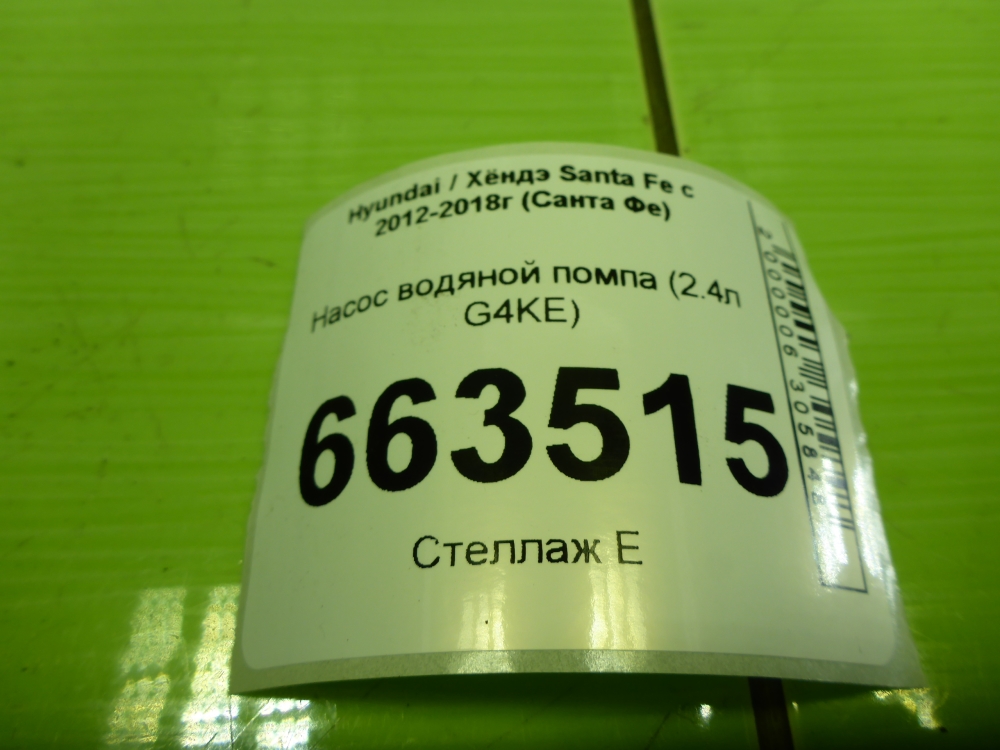 Hyundai / Хёндэ Santa Fe с
2012-2018г (Санта Фе)
Насос водяной помпа (2.4л
G4KE)
663515
Стеллаж E